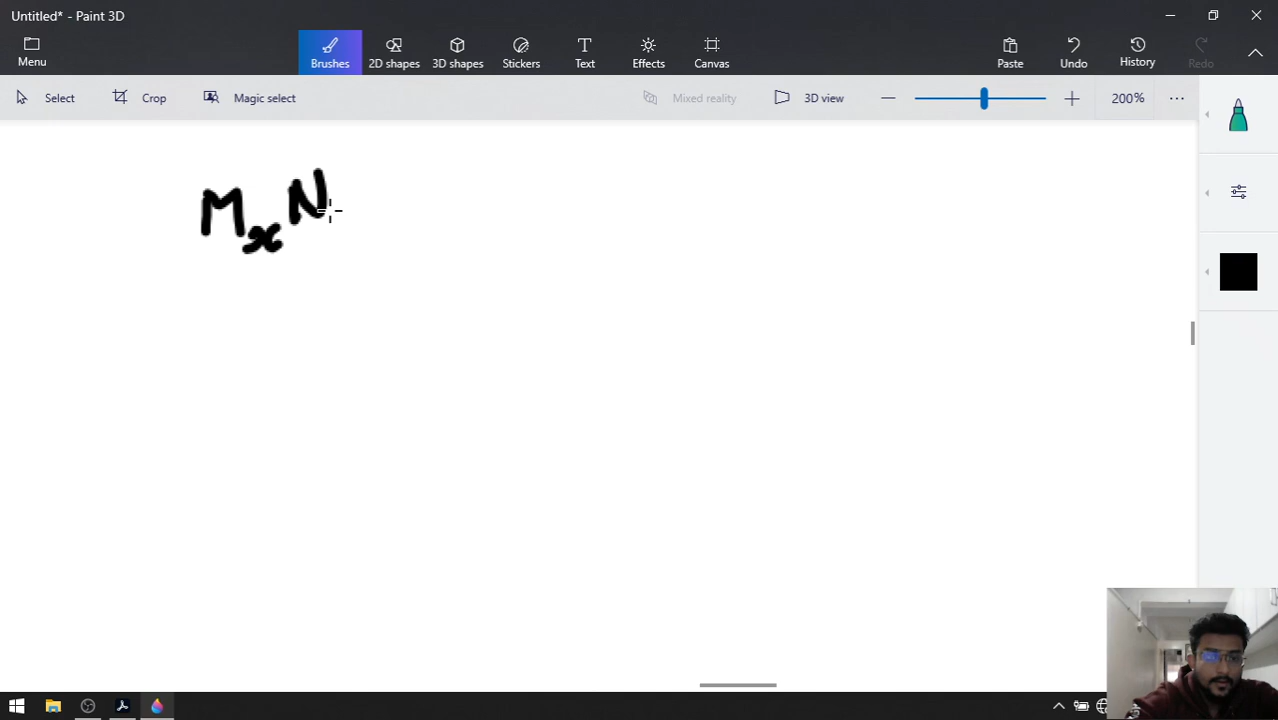 Untitled* - Paint 3D
Menu
Brushes
2D shapes
3D shapes
Stickers
Text
Effects
Canvas
Paste
Undo
History
Redo
Select
Crop
Magic select
Mixed reality
3D view
200%
MxN